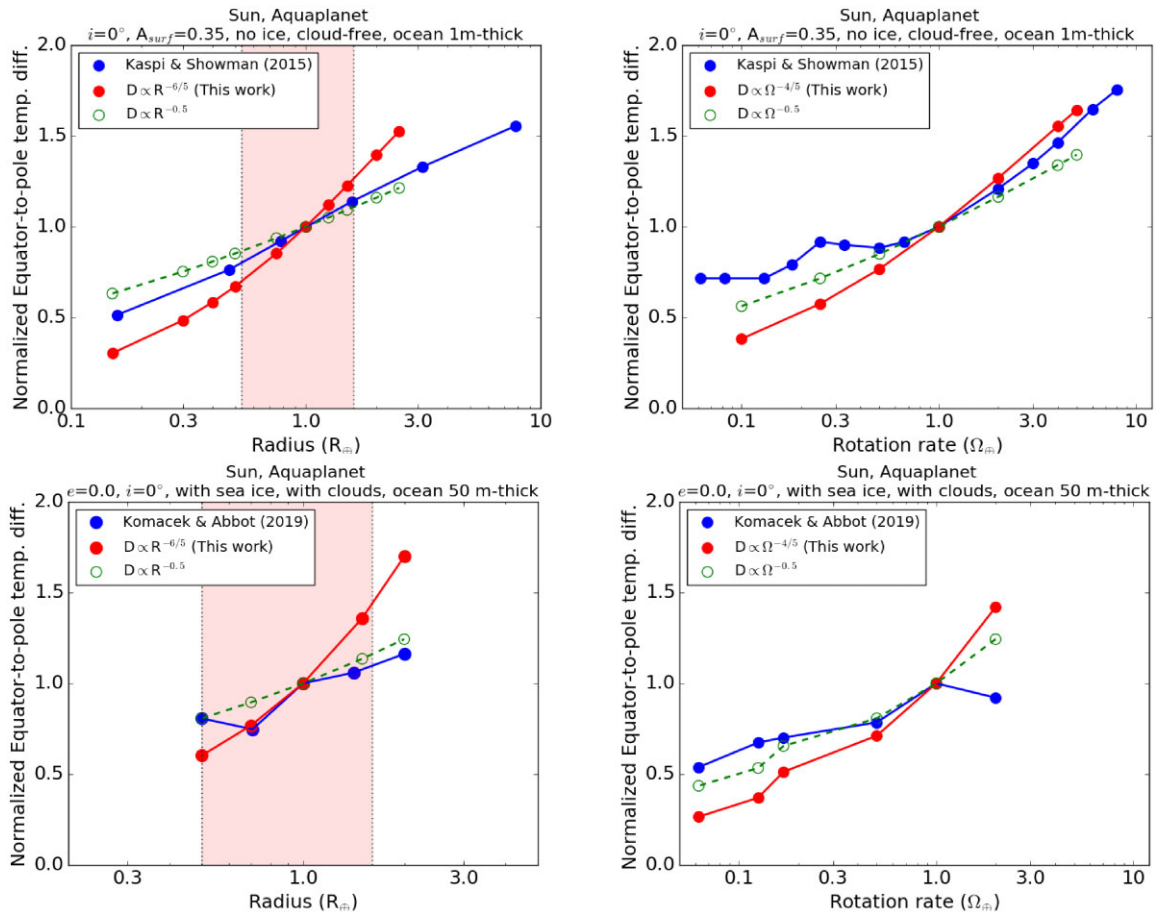 Sun, Aquaplanet
i=0°, A_surf=0.35, no ice, cloud-free, ocean 1m-thick
Kaspi & Showman (2015)
D∝R^{-6/5} (This work)
D∝R^{-0.5}
Normalized Equator-to-pole temp. diff.
2.0
1.5
1.0
0.5
0.0
0.1 0.3 1.0 3.0 10
Radius (R⊕)
Sun, Aquaplanet
i=0°, A_surf=0.35, no ice, cloud-free, ocean 1m-thick
Kaspi & Showman (2015)
D∝Ω^{-4/5} (This work)
D∝Ω^{-0.5}
Normalized Equator-to-pole temp. diff.
2.0
1.5
1.0
0.5
0.0
0.1 0.3 1.0 3.0 10
Rotation rate (Ω⊕)
Sun, Aquaplanet
e=0.0, i=0°, with sea ice, with clouds, ocean 50 m-thick
Komacek & Abbot (2019)
D∝R^{-6/5} (This work)
D∝R^{-0.5}
Normalized Equator-to-pole temp. diff.
2.0
1.5
1.0
0.5
0.0
0.3 1.0 3.0
Radius (R⊕)
Sun, Aquaplanet
e=0.0, i=0°, with sea ice, with clouds, ocean 50 m-thick
Komacek & Abbot (2019)
D∝Ω^{-4/5} (This work)
D∝Ω^{-0.5}
Normalized Equator-to-pole temp. diff.
2.0
1.5
1.0
0.5
0.0
0.1 0.3 1.0 3.0 10
Rotation rate (Ω⊕)